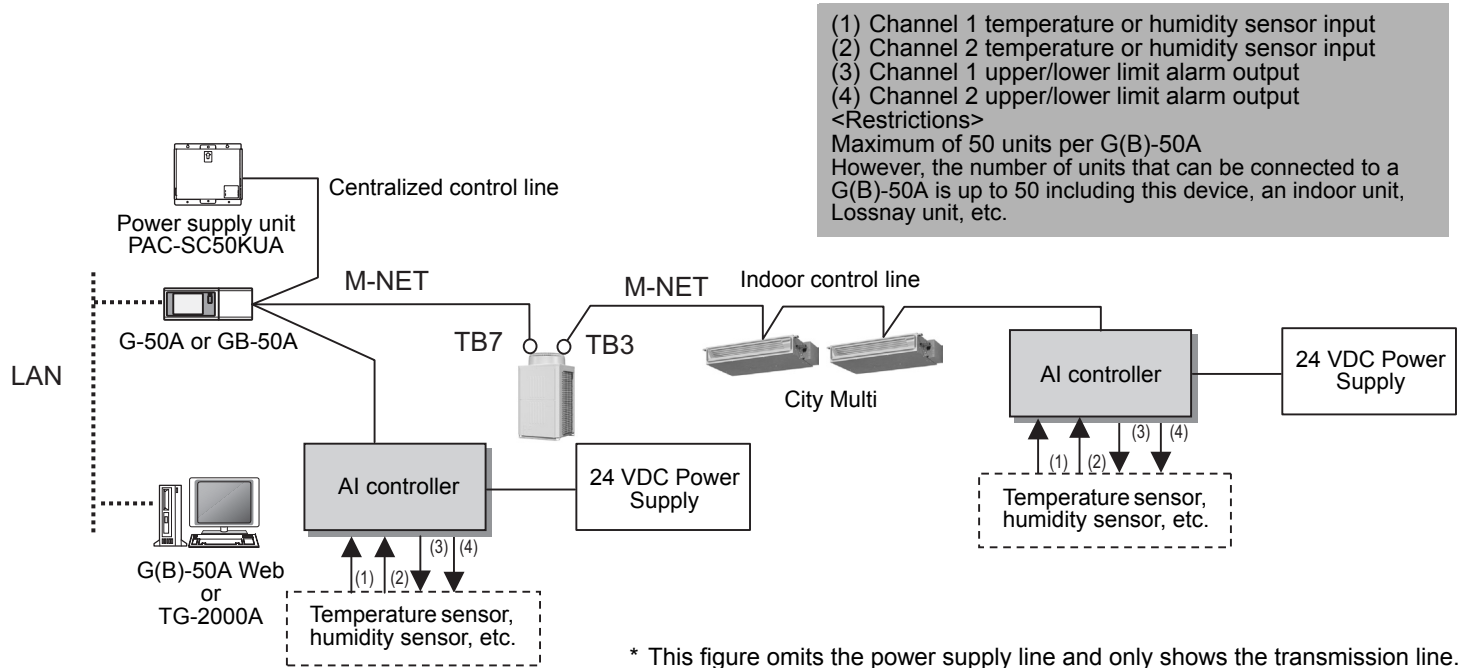 (1) Channel 1 temperature or humidity sensor input
(2) Channel 2 temperature or humidity sensor input
(3) Channel 1 upper/lower limit alarm output
(4) Channel 2 upper/lower limit alarm output
<Restrictions>
Maximum of 50 units per G(B)-50A
However, the number of units that can be connected to a
G(B)-50A is up to 50 including this device, an indoor unit,
Lossnay unit, etc.
Centralized control line
Power supply unit
PAC-SC50KUA
M-NET
M-NET
Indoor control line
G-50A or GB-50A
TB7
TB3
LAN
City Multi
AI controller
24 VDC Power
Supply
(1)
(2)
(3)
(4)
Temperature sensor,
humidity sensor, etc.
AI controller
24 VDC Power
Supply
(1)
(2)
(3)
(4)
G(B)-50A Web
or
TG-2000A
Temperature sensor,
humidity sensor, etc.
* This figure omits the power supply line and only shows the transmission line.